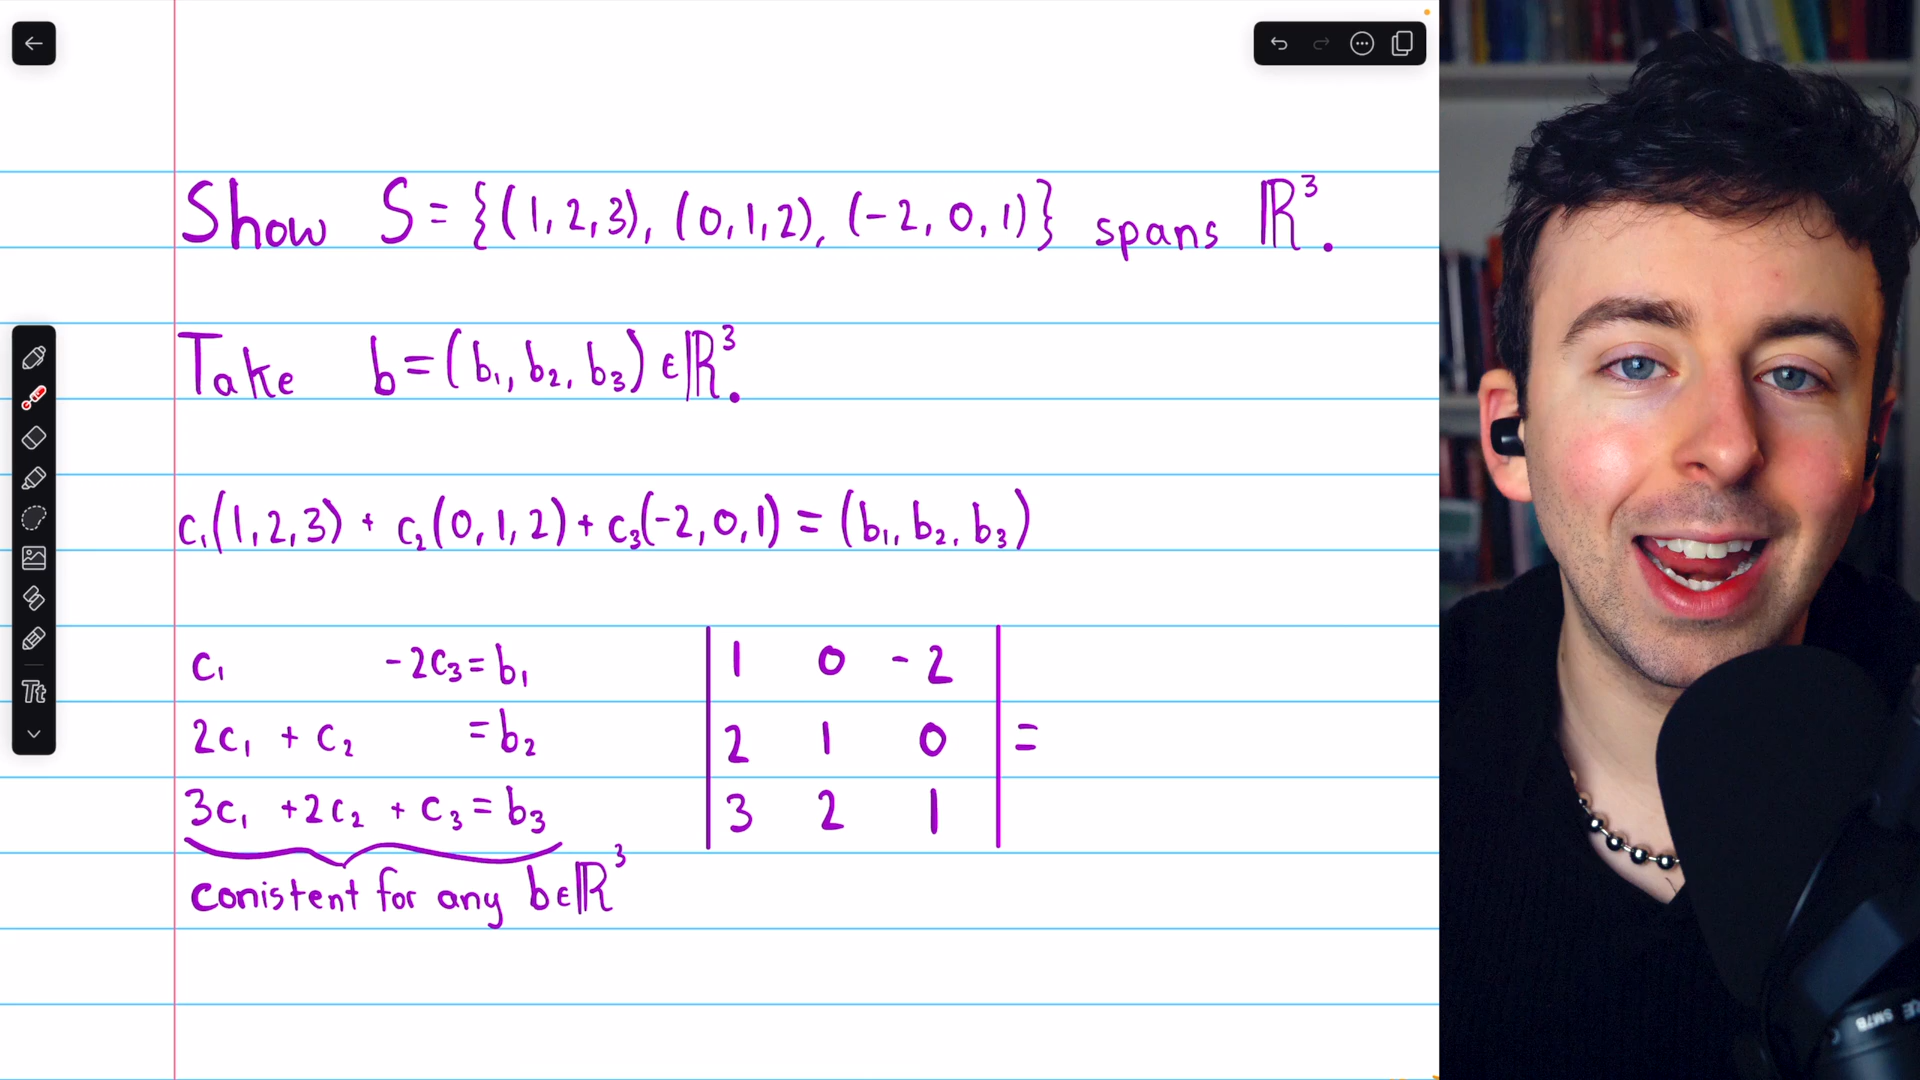 Show S = {(1, 2, 3), (0, 1, 2), (-2, 0, 1)} spans ℝ³.
Take b = (b₁, b₂, b₃) ∈ ℝ³.
c₁(1, 2, 3) + c₂(0, 1, 2) + c₃(-2, 0, 1) = (b₁, b₂, b₃)
c₁ -2c₃ = b₁
2c₁ + c₂ = b₂
3c₁ + 2c₂ + c₃ = b₃
conistent for any b ∈ ℝ³
| 1 0 -2 |
| 2 1 0 | =
| 3 2 1 |
Tt
SM7B